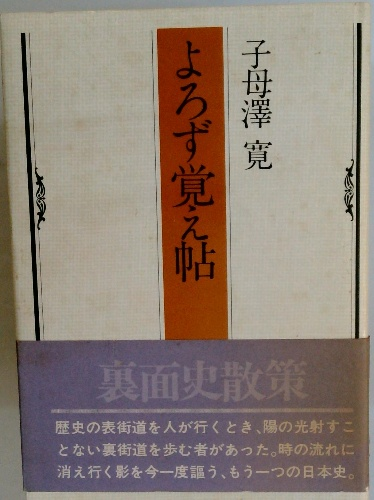 子母澤 寛
よろず覚え帖
裏面史散策
歴史の表街道を人が行くとき、陽の光射すこ
とない裏街道を歩む者があった。時の流れに
消え行く影を今一度謳う、もう一つの日本史。